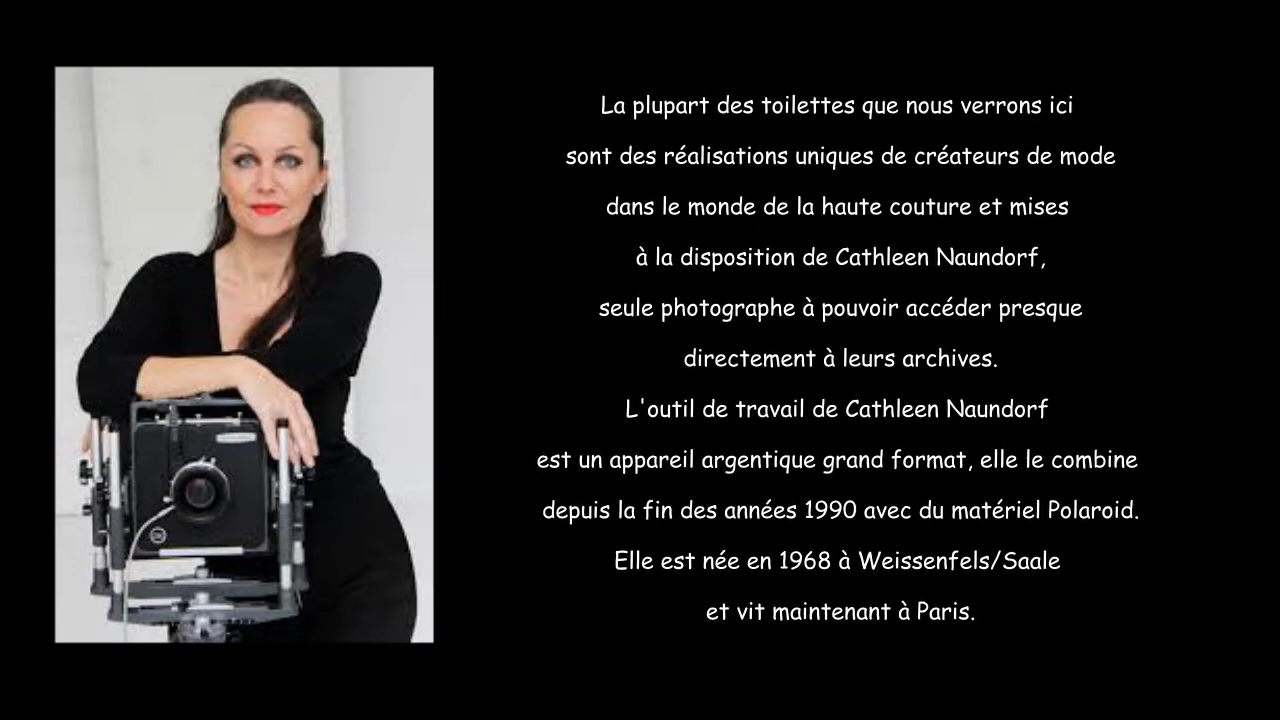 La plupart des toilettes que nous verrons ici
sont des réalisations uniques de créateurs de mode
dans le monde de la haute couture et mises
à la disposition de Cathleen Naundorf,
seule photographe à pouvoir accéder presque
directement à leurs archives.
L'outil de travail de Cathleen Naundorf
est un appareil argentique grand format, elle le combine
depuis la fin des années 1990 avec du matériel Polaroid.
Elle est née en 1968 à Weissenfels/Saale
et vit maintenant à Paris.